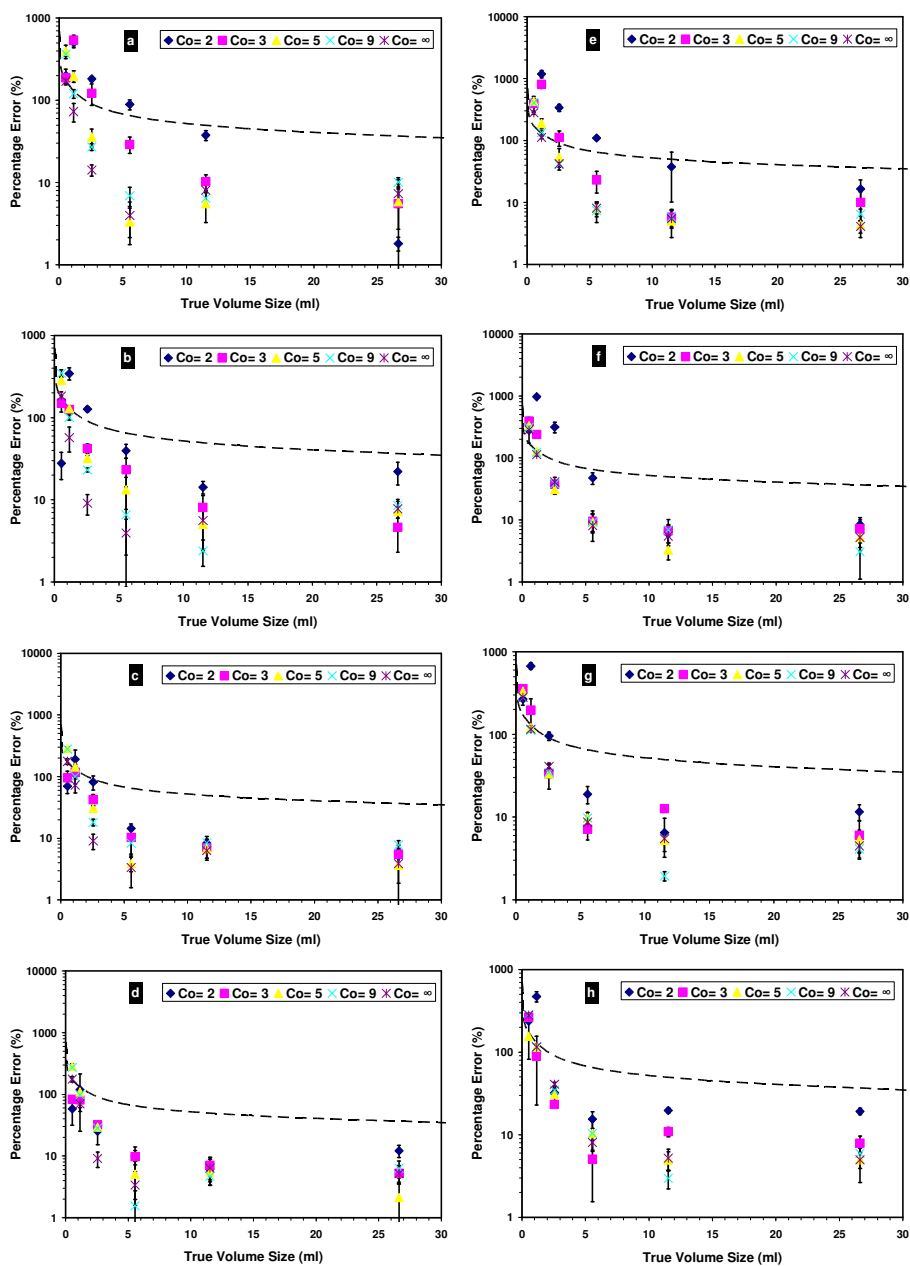 a
Co= 2 Co= 3 Co= 5 Co= 9 Co= ∞
Percentage Error (%)
1000
100
10
1
0 5 10 15 20 25 30
True Volume Size (ml)
b
Co= 2 Co= 3 Co= 5 Co= 9 Co= ∞
Percentage Error (%)
1000
100
10
1
0 5 10 15 20 25 30
True Volume Size (ml)
c
Co= 2 Co= 3 Co= 5 Co= 9 Co= ∞
Percentage Error (%)
10000
1000
100
10
1
0 5 10 15 20 25 30
True Volume Size (ml)
d
Co= 2 Co= 3 Co= 5 Co= 9 Co= ∞
Percentage Error (%)
10000
1000
100
10
1
0 5 10 15 20 25 30
True Volume Size (ml)
e
Co= 2 Co= 3 Co= 5 Co= 9 Co= ∞
Percentage Error (%)
10000
1000
100
10
1
0 5 10 15 20 25 30
True Volume Size (ml)
f
Co= 2 Co= 3 Co= 5 Co= 9 Co= ∞
Percentage Error (%)
10000
1000
100
10
1
0 5 10 15 20 25 30
True Volume Size (ml)
g
Co= 2 Co= 3 Co= 5 Co= 9 Co= ∞
Percentage Error (%)
1000
100
10
1
0 5 10 15 20 25 30
True Volume Size (ml)
h
Co= 2 Co= 3 Co= 5 Co= 9 Co= ∞
Percentage Error (%)
1000
100
10
1
0 5 10 15 20 25 30
True Volume Size (ml)